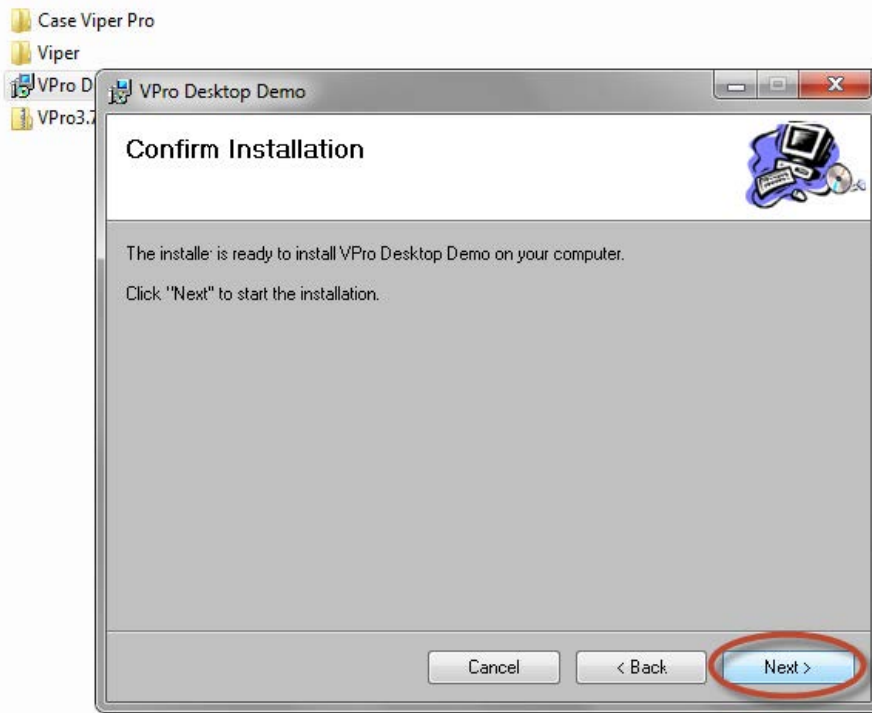 Case Viper Pro
Viper
VPro D
VPro3.7
VPro Desktop Demo
Confirm Installation
The installer is ready to install VPro Desktop Demo on your computer.
Click "Next" to start the installation.
Cancel
< Back
Next >